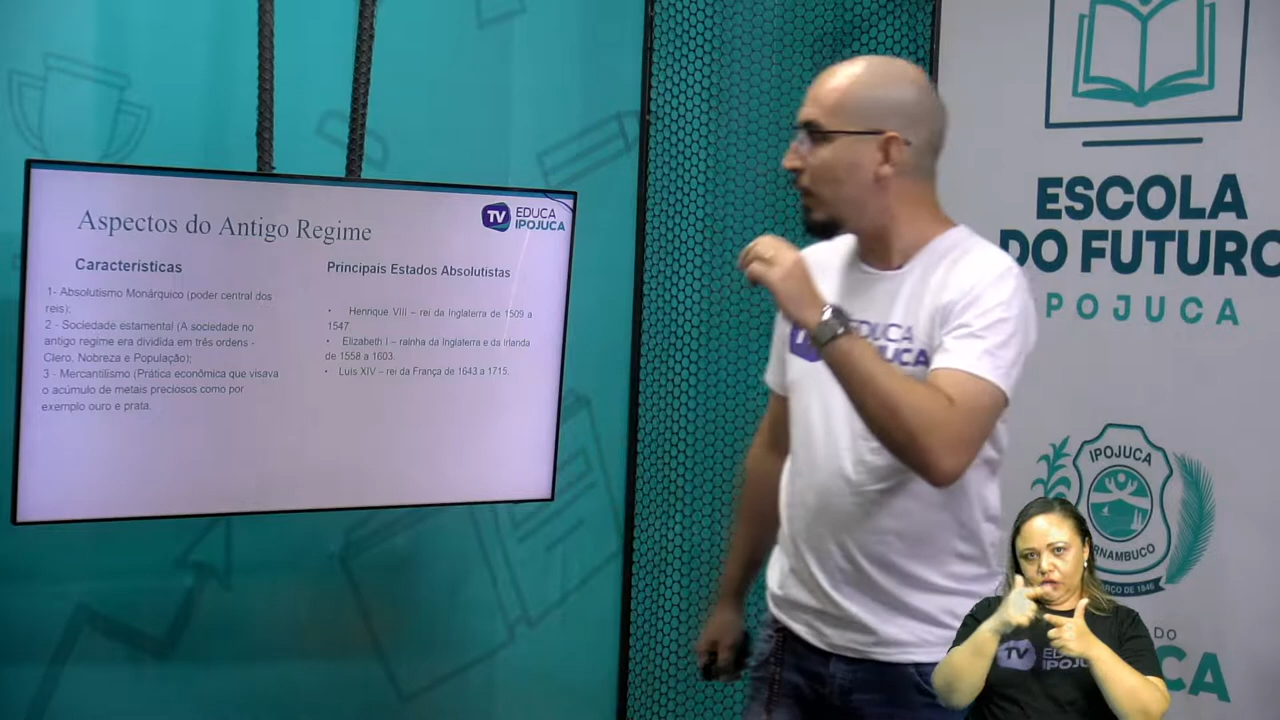 Aspectos do Antigo Regime
TV EDUCA
IPOJUCA
Características
1- Absolutismo Monárquico (poder central dos
reis);
2 - Sociedade estamental (A sociedade no
antigo regime era dividida em três ordens -
Clero, Nobreza e População);
3 - Mercantilismo (Prática econômica que visava
o acúmulo de metais preciosos como por
exemplo ouro e prata.
Principais Estados Absolutistas
• Henrique VIII – rei da Inglaterra de 1509 a
1547.
• Elizabeth I – rainha da Inglaterra e da Irlanda
de 1558 a 1603.
• Luís XIV – rei da França de 1643 a 1715.
EDUCA
ESCOLA
DO FUTURO
POJUCA
IPOJUCA
RNAMBUCO
DO
CA
TV